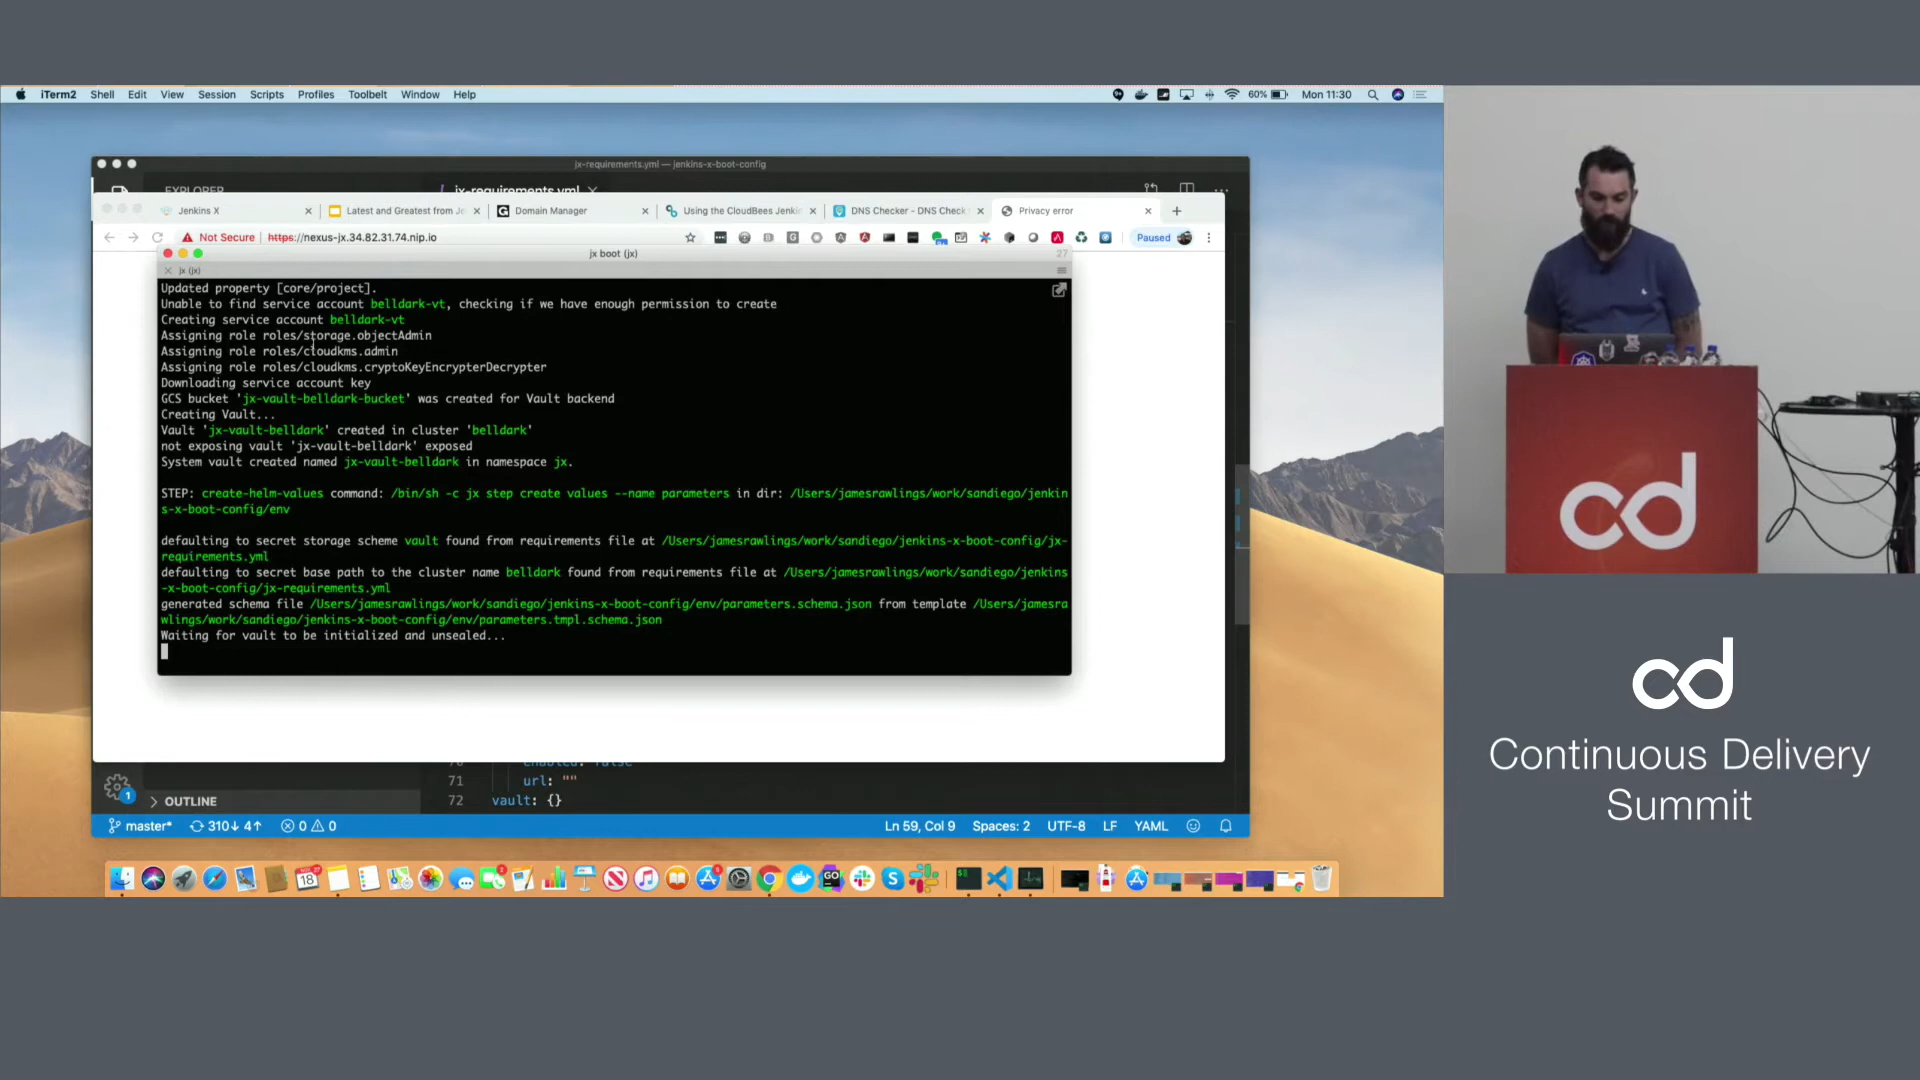 iTerm2 Shell Edit View Session Scripts Profiles Toolbelt Window Help
60% Mon 11:30
jx-requirements.yml — jenkins-x-boot-config
EXPLORER
jx-requirements.yml
Jenkins X
Latest and Greatest from Je
Domain Manager
Using the CloudBees Jenki
DNS Checker - DNS Check
Privacy error
Not Secure | https://nexus-jx.34.82.31.74.nip.io
Paused
jx boot (jx)
jx (jx)
Updated property [core/project].
Unable to find service account belldark-vt, checking if we have enough permission to create
Creating service account belldark-vt
Assigning role roles/storage.objectAdmin
Assigning role roles/cloudkms.admin
Assigning role roles/cloudkms.cryptoKeyEncrypterDecrypter
Downloading service account key
GCS bucket 'jx-vault-belldark-bucket' was created for Vault backend
Creating Vault...
Vault 'jx-vault-belldark' created in cluster 'belldark'
not exposing vault 'jx-vault-belldark' exposed
System vault created named jx-vault-belldark in namespace jx.
STEP: create-helm-values command: /bin/sh -c jx step create values --name parameters in dir: /Users/jamesrawlings/work/sandiego/jenkin
s-x-boot-config/env
defaulting to secret storage scheme vault found from requirements file at /Users/jamesrawlings/work/sandiego/jenkins-x-boot-config/jx-
requirements.yml
defaulting to secret base path to the cluster name belldark found from requirements file at /Users/jamesrawlings/work/sandiego/jenkins
-x-boot-config/jx-requirements.yml
generated schema file /Users/jamesrawlings/work/sandiego/jenkins-x-boot-config/env/parameters.schema.json from template /Users/jamesra
wlings/work/sandiego/jenkins-x-boot-config/env/parameters.tmpl.schema.json
Waiting for vault to be initialized and unsealed...
71 url: ""
72 vault: {}
OUTLINE
1
master* 310↓ 4↑ 0 0
Ln 59, Col 9 Spaces: 2 UTF-8 LF YAML
18
GO
cd
cd
Continuous Delivery
Summit